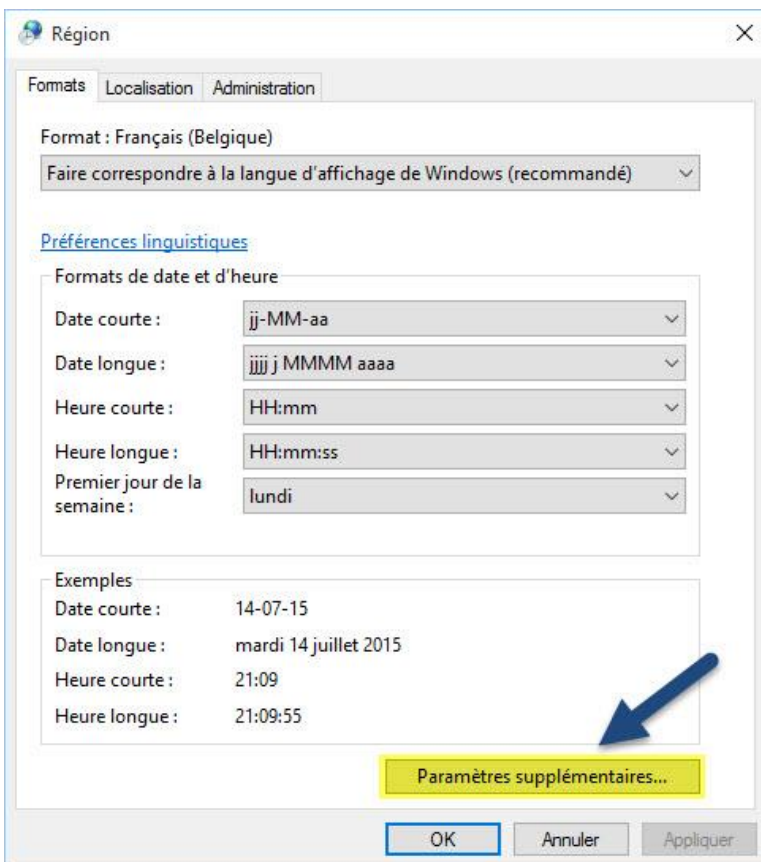 Région
Formats Localisation Administration
Format : Français (Belgique)
Faire correspondre à la langue d'affichage de Windows (recommandé)
Préférences linguistiques
Formats de date et d'heure
Date courte : jj-MM-aa
Date longue : jjjj j MMMM aaaa
Heure courte : HH:mm
Heure longue : HH:mm:ss
Premier jour de la
semaine : lundi
Exemples
Date courte : 14-07-15
Date longue : mardi 14 juillet 2015
Heure courte : 21:09
Heure longue : 21:09:55
Paramètres supplémentaires...
OK Annuler Appliquer